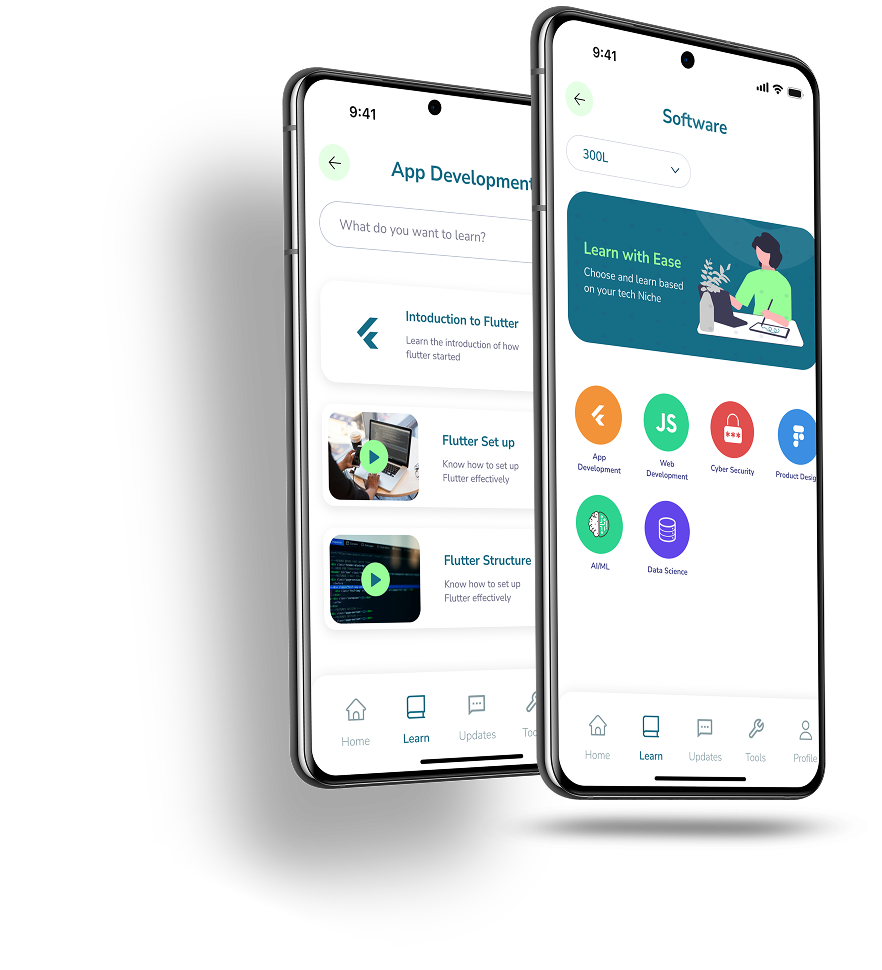 9:41
App Development
What do you want to learn?
Intoduction to Flutter
Learn the introduction of how
flutter started
Flutter Set up
Know how to set up
Flutter effectively
Flutter Structure
Know how to set up
Flutter effectively
Home
Learn
Updates
9:41
Software
300L
Learn with Ease
Choose and learn based
on your tech Niche
JS
***
App
Development
Web
Development
Cyber Security
Product Desig
AI/ML
Data Science
Home
Learn
Updates
Tools
Profile